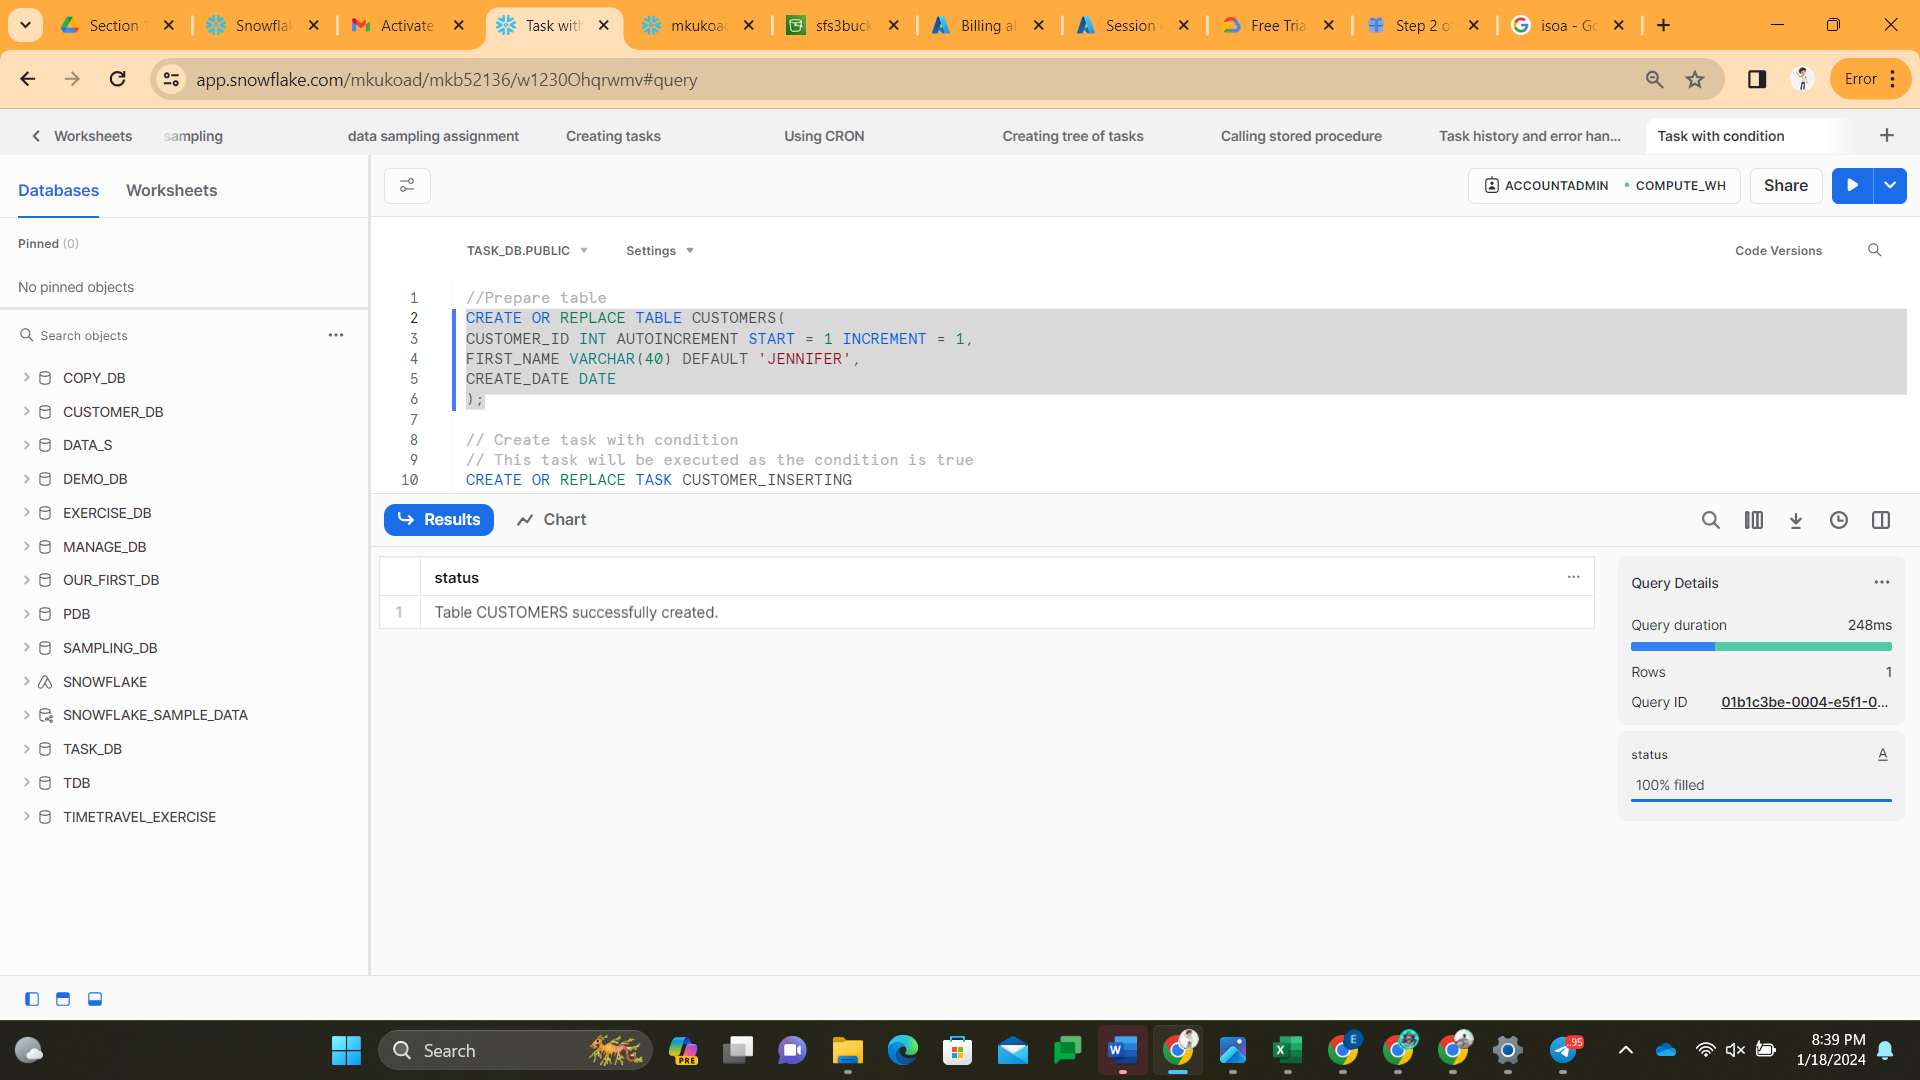 Section
Snowfla
Activate
Task wit
mkukoa
sfs3buck
Billing al
Session
Free Tria
Step 2 o
isoa - Go
app.snowflake.com/mkukoad/mkb52136/w1230Ohqrwmv#query
Error
Worksheets
sampling
data sampling assignment
Creating tasks
Using CRON
Creating tree of tasks
Calling stored procedure
Task history and error han...
Task with condition
Databases
Worksheets
ACCOUNTADMIN
COMPUTE_WH
Share
Pinned (0)
No pinned objects
Search objects
COPY_DB
CUSTOMER_DB
DATA_S
DEMO_DB
EXERCISE_DB
MANAGE_DB
OUR_FIRST_DB
PDB
SAMPLING_DB
SNOWFLAKE
SNOWFLAKE_SAMPLE_DATA
TASK_DB
TDB
TIMETRAVEL_EXERCISE
TASK_DB.PUBLIC
Settings
Code Versions
1 //Prepare table
2 CREATE OR REPLACE TABLE CUSTOMERS(
3 CUSTOMER_ID INT AUTOINCREMENT START = 1 INCREMENT = 1,
4 FIRST_NAME VARCHAR(40) DEFAULT 'JENNIFER',
5 CREATE_DATE DATE
6 );
7
8 // Create task with condition
9 // This task will be executed as the condition is true
10 CREATE OR REPLACE TASK CUSTOMER_INSERTING
Results
Chart
status
1 Table CUSTOMERS successfully created.
Query Details
Query duration 248ms
Rows 1
Query ID 01b1c3be-0004-e5f1-0...
status A
100% filled
Search
PRE
E
95
8:39 PM
1/18/2024